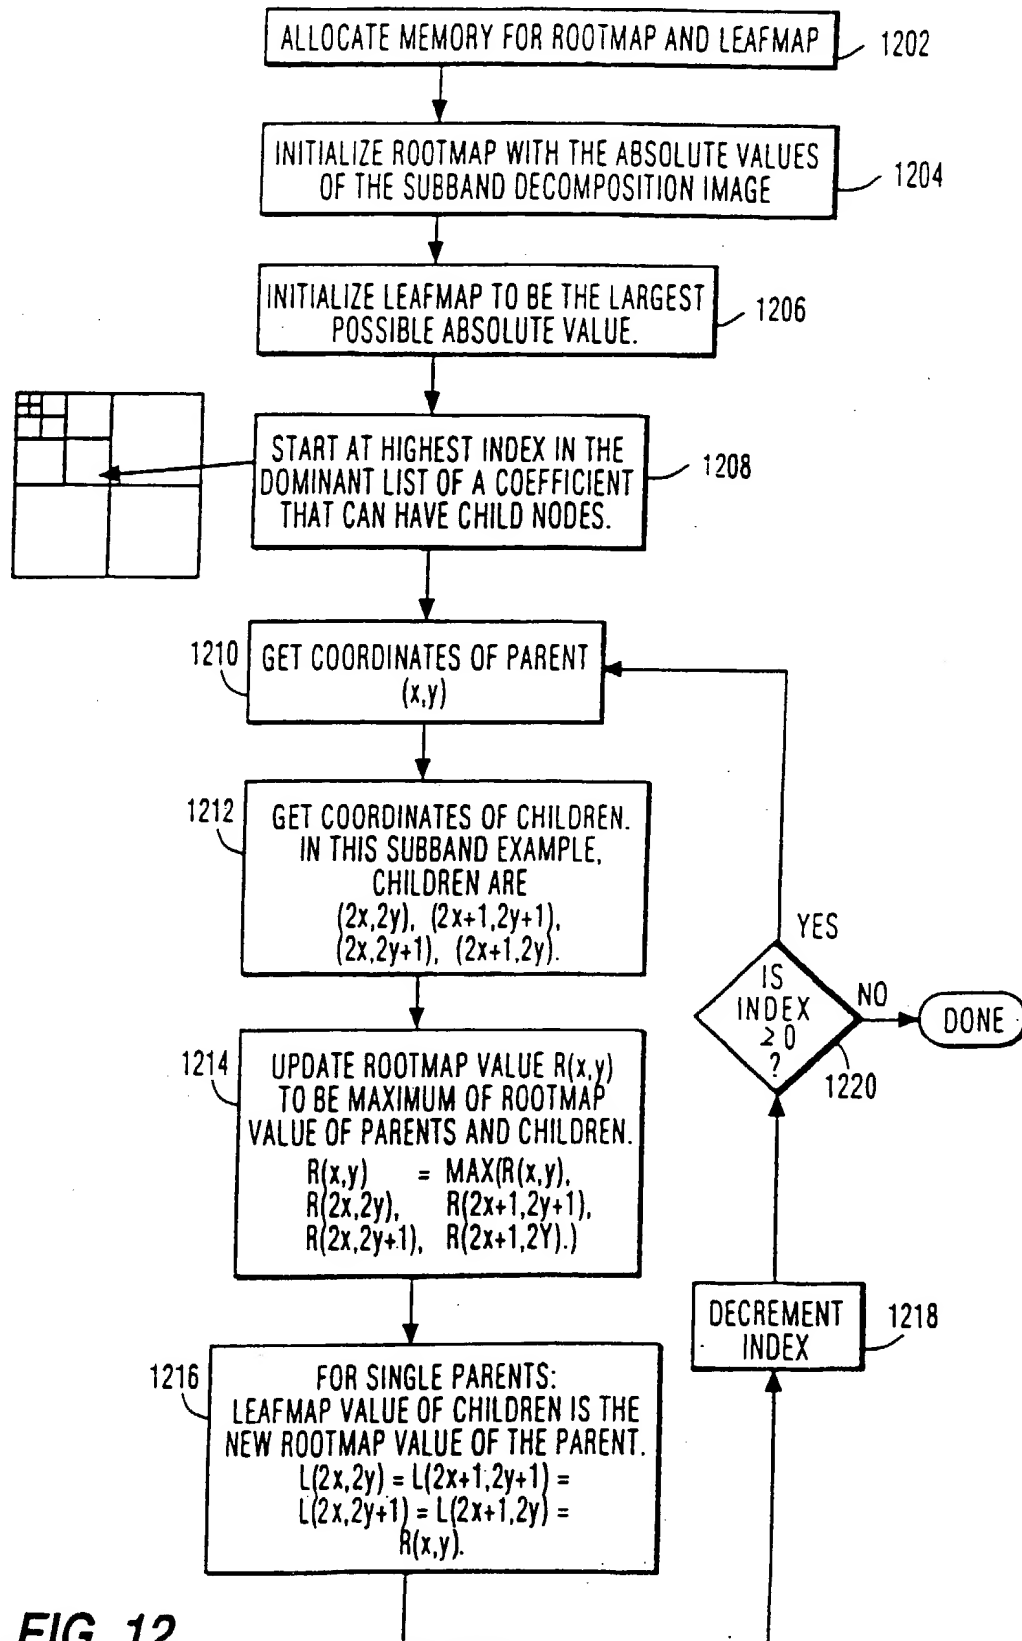 ALLOCATE MEMORY FOR ROOTMAP AND LEAFMAP
1202
INITIALIZE ROOTMAP WITH THE ABSOLUTE VALUES
OF THE SUBBAND DECOMPOSITION IMAGE
1204
INITIALIZE LEAFMAP TO BE THE LARGEST
POSSIBLE ABSOLUTE VALUE.
1206
START AT HIGHEST INDEX IN THE
DOMINANT LIST OF A COEFFICIENT
THAT CAN HAVE CHILD NODES.
1208
1210
GET COORDINATES OF PARENT
(x,y)
1212
GET COORDINATES OF CHILDREN.
IN THIS SUBBAND EXAMPLE,
CHILDREN ARE
(2x,2y), (2x+1,2y+1),
(2x,2y+1), (2x+1,2y).
YES
IS
INDEX
≥0
?
NO
DONE
1220
1214
UPDATE ROOTMAP VALUE R(x,y)
TO BE MAXIMUM OF ROOTMAP
VALUE OF PARENTS AND CHILDREN.
R(x,y) = MAX(R(x,y),
R(2x,2y), R(2x+1,2y+1),
R(2x,2y+1), R(2x+1,2Y).)
DECREMENT
INDEX
1218
1216
FOR SINGLE PARENTS:
LEAFMAP VALUE OF CHILDREN IS THE
NEW ROOTMAP VALUE OF THE PARENT.
L(2x,2y) = L(2x+1,2y+1) =
L(2x,2y+1) = L(2x+1,2y) =
R(x,y).
FIG. 12